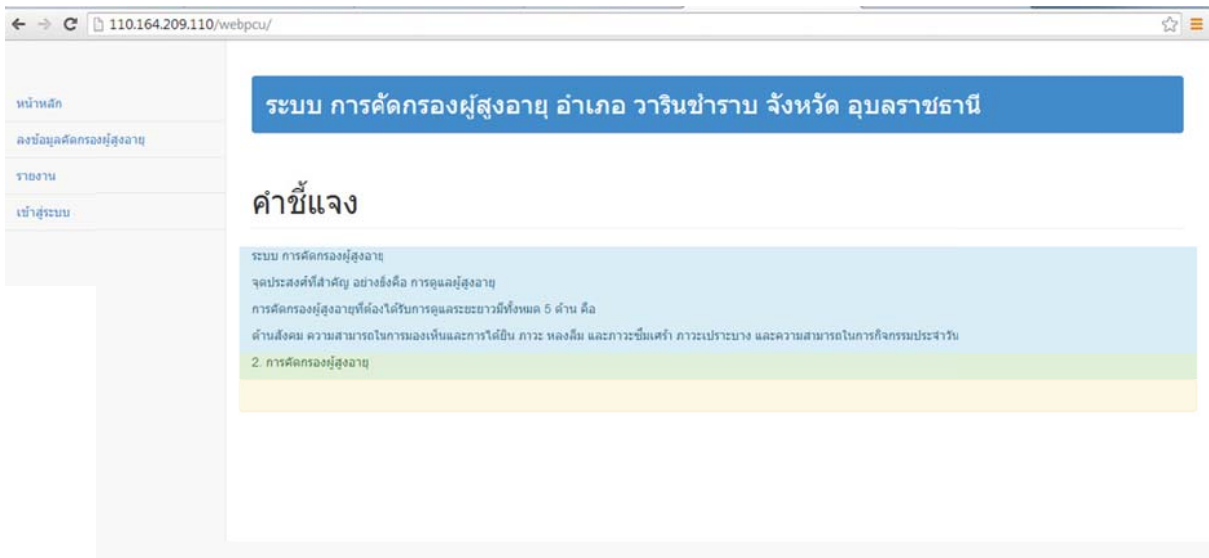 110.164.209.110/webpcu/
ระบบ การคัดกรองผู้สูงอายุ อำเภอ วารินชำราบ จังหวัด อุบลราชธานี
หน้าหลัก
ลงข้อมูลคัดกรองผู้สูงอายุ
รายงาน
เข้าสู่ระบบ
คำชี้แจง
ระบบ การคัดกรองผู้สูงอายุ
จุดประสงค์ที่สำคัญ อย่างยิ่งคือ การดูแลผู้สูงอายุ
การคัดกรองผู้สูงอายุที่ต้องได้รับการดูแลระยะยาวมีทั้งหมด 5 ด้าน คือ
ด้านสังคม ความสามารถในการมองเห็นและการได้ยิน ภาวะ หลงลืม และภาวะซึมเศร้า ภาวะเปราะบาง และความสามารถในการกิจกรรมประจำวัน
2. การคัดกรองผู้สูงอายุ